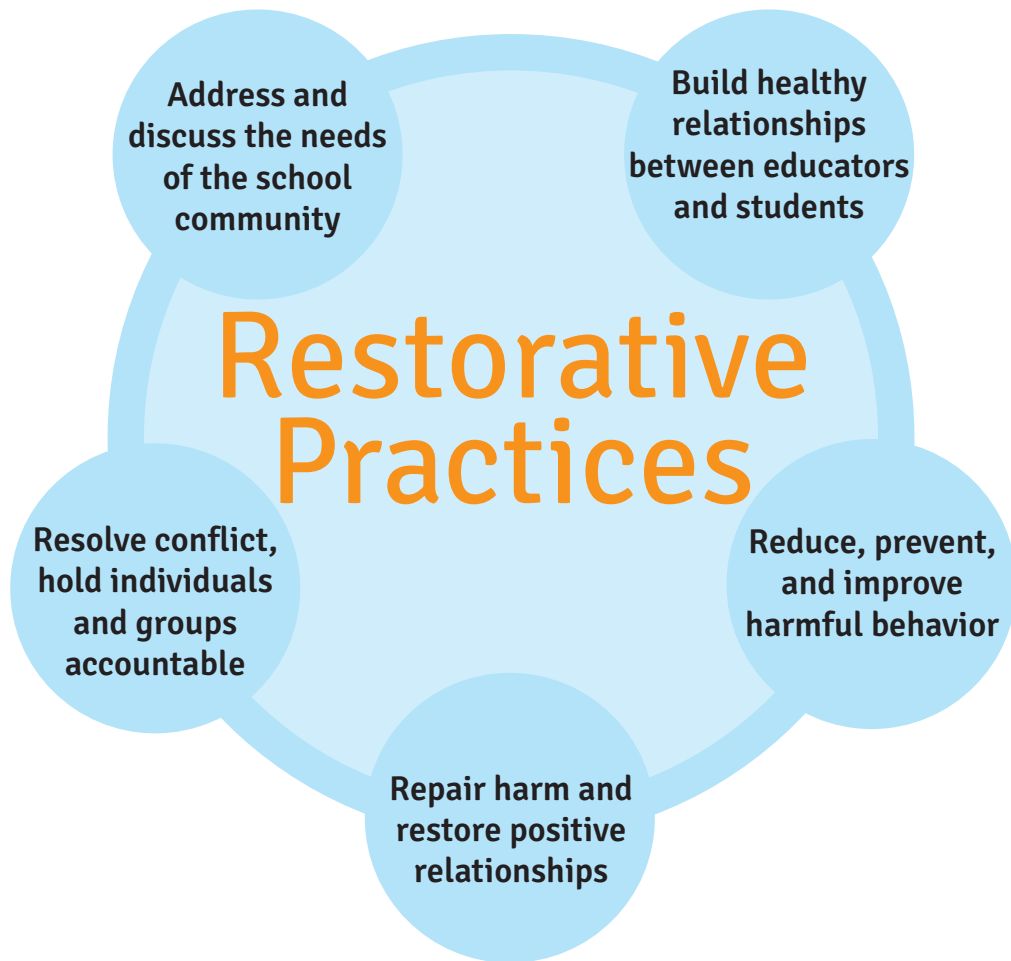 Address and
discuss the needs
of the school
community
Build healthy
relationships
between educators
and students
Restorative
Practices
Resolve conflict,
hold individuals
and groups
accountable
Reduce, prevent,
and improve
harmful behavior
Repair harm and
restore positive
relationships